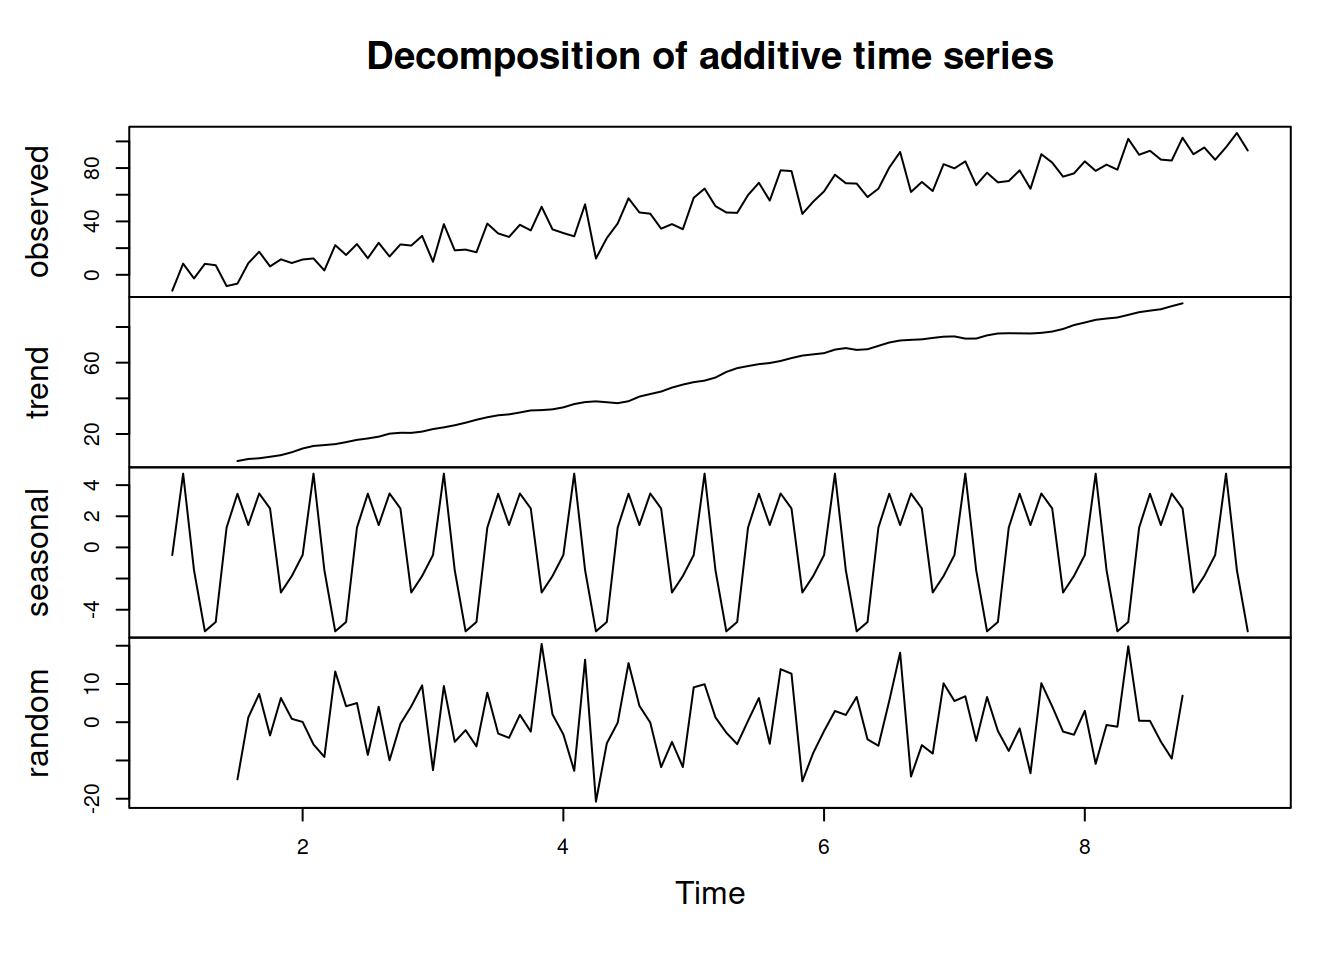 Decomposition of additive time series
observed
0 40 80
trend
20 60
seasonal
-4 0 2 4
random
-20 0 10
2 4 6 8
Time